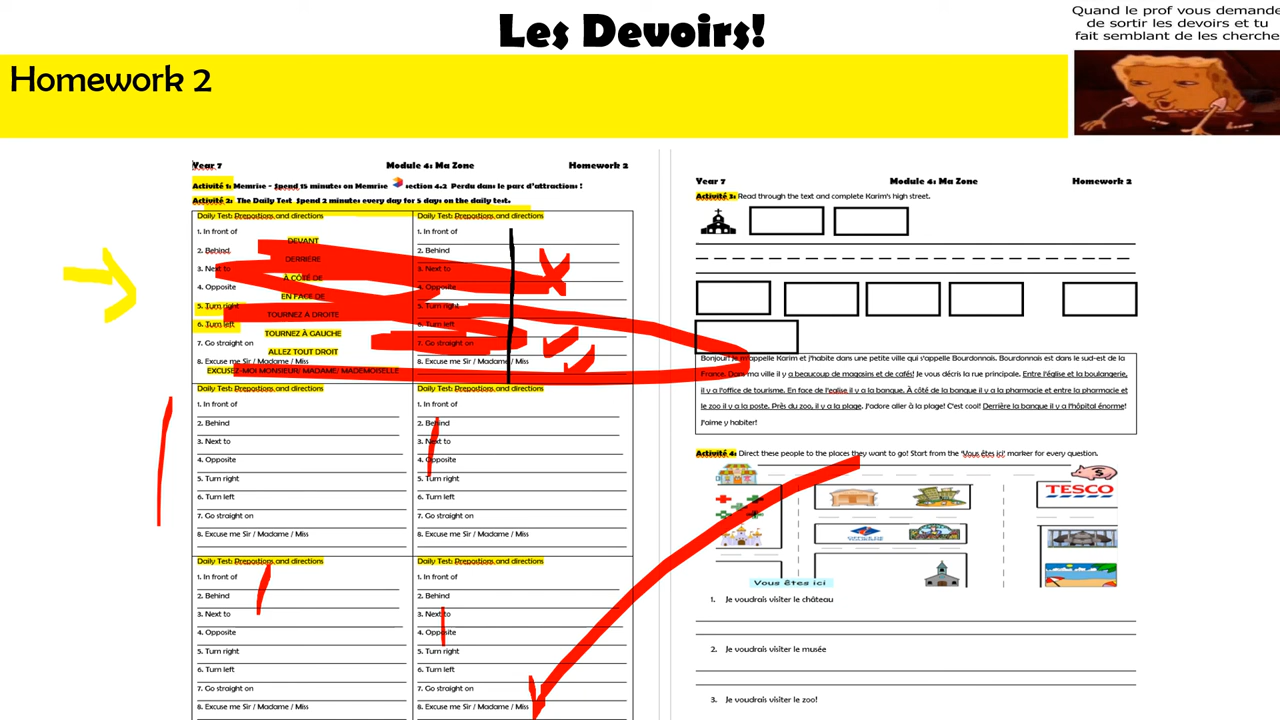 Les Devoirs!
Quand le prof vous demande
de sortir les devoirs et tu
fait semblant de les cherche
Homework 2
Year 7 Module 4: Ma Zone Homework 2
Activité 1: Memrise - Spend 15 minutes on Memrise section 4.2 Perdu dans le parc d'attractions !
Activité 2: The Daily Test Spend 2 minutes every day for 5 days on the daily test.
Daily Test: Prepostions and directions
1. In front of
DEVANT
2. Behind
DERRIERE
3. Next to
À CÔTÉ DE
4. Opposite
EN FACE DE
5. Turn right
TOURNEZ À DROITE
6. Turn left
TOURNEZ À GAUCHE
7. Go straight on
ALLEZ TOUT DROIT
8. Excuse me Sir / Madame / Miss
EXCUSEZ-MOI MONSIEUR/ MADAME/ MADEMOISELLE
Daily Test: Prepostions and directions
1. In front of
2. Behind
3. Next to
4. Opposite
5. Turn right
6. Turn left
7. Go straight on
8. Excuse me Sir / Madame / Miss
Daily Test: Prepostions and directions
1. In front of
2. Behind
3. Next to
4. Opposite
5. Turn right
6. Turn left
7. Go straight on
8. Excuse me Sir / Madame / Miss
Daily Test: Prepostions and directions
1. In front of
2. Behind
3. Next to
4. Opposite
5. Turn right
6. Turn left
7. Go straight on
8. Excuse me Sir / Madame / Miss
Daily Test: Prepostions and directions
1. In front of
2. Behind
3. Next to
4. Opposite
5. Turn right
6. Turn left
7. Go straight on
8. Excuse me Sir / Madame / Miss
Daily Test: Prepostions and directions
1. In front of
2. Behind
3. Next to
4. Opposite
5. Turn right
6. Turn left
7. Go straight on
8. Excuse me Sir / Madame / Miss
Year 7 Module 4: Ma Zone Homework 2
Activité 3: Read through the text and complete Karim's high street.
Bonjour! Je m'appelle Karim et j'habite dans une petite ville qui s'appelle Bourdonnais. Bourdonnais est dans le sud-est de la
France. Dans ma ville il y a beaucoup de magasins et de cafés! Je vous décris la rue principale. Entre l'église et la boulangerie,
il y a l'office de tourisme. En face de l'eglise il y a la banque. À côté de la banque il y a la pharmacie et entre la pharmacie et
le zoo il y a la poste. Près du zoo, il y a la plage. J'adore aller à la plage! C'est cool! Derrière la banque il y a l'hôpital énorme!
J'aime y habiter!
Activité 4: Direct these people to the places they want to go! Start from the 'Vous êtes ici' marker for every question.
TESCO
Vous êtes ici
1. Je voudrais visiter le château
2. Je voudrais visiter le musée
3. Je voudrais visiter le zoo!